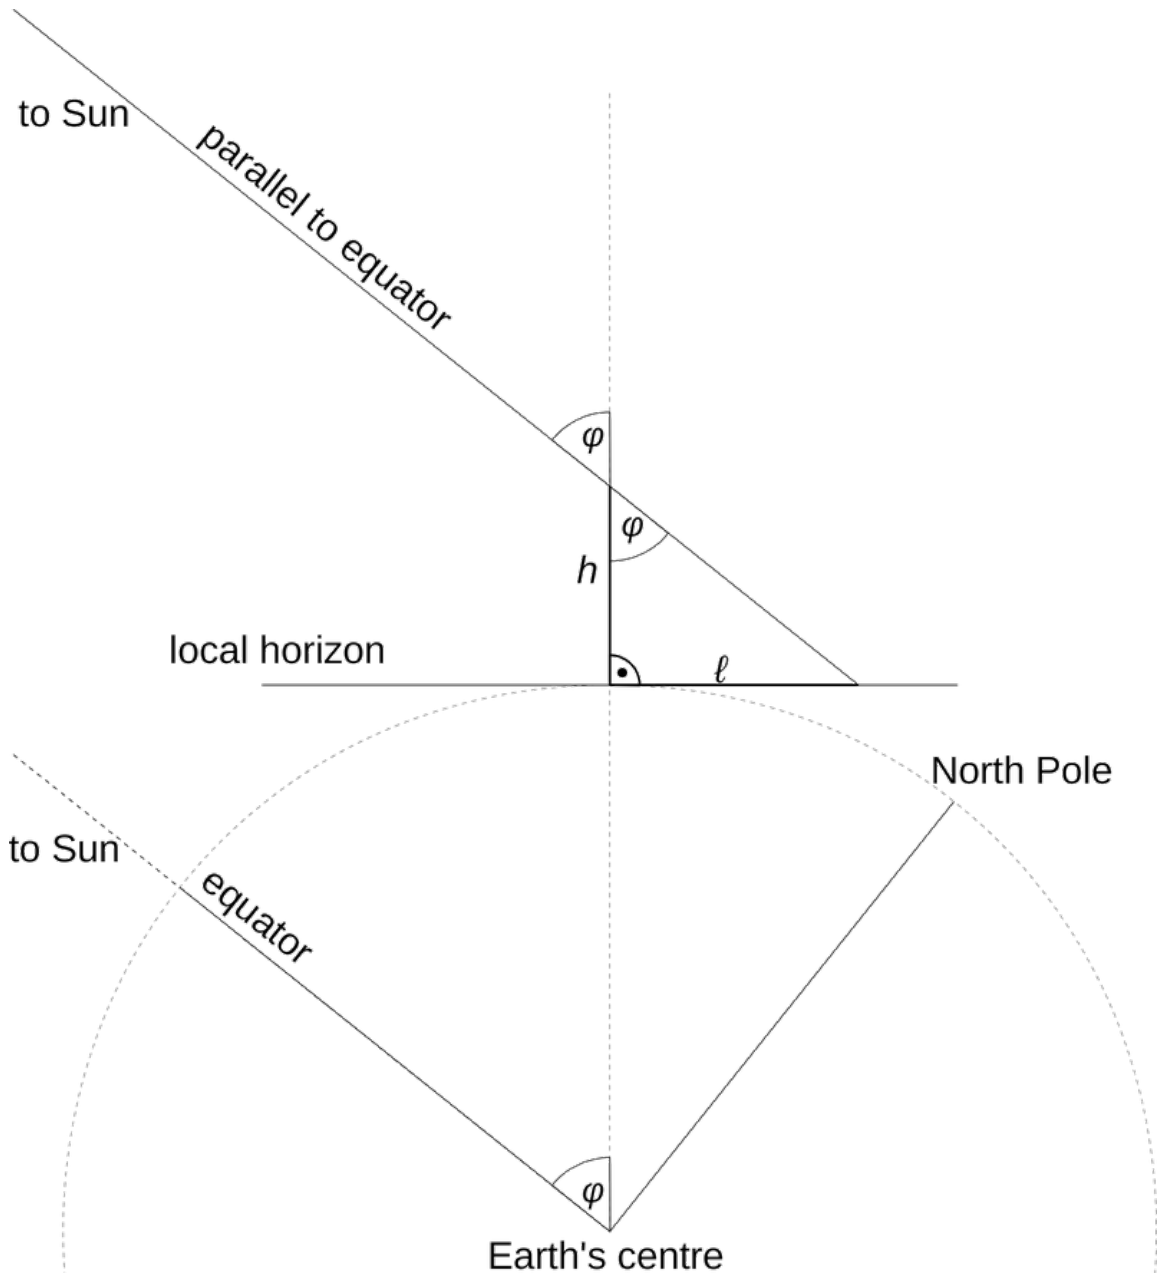 to Sun
parallel to equator
φ
φ
h
local horizon
ℓ
North Pole
to Sun
equator
φ
Earth's centre